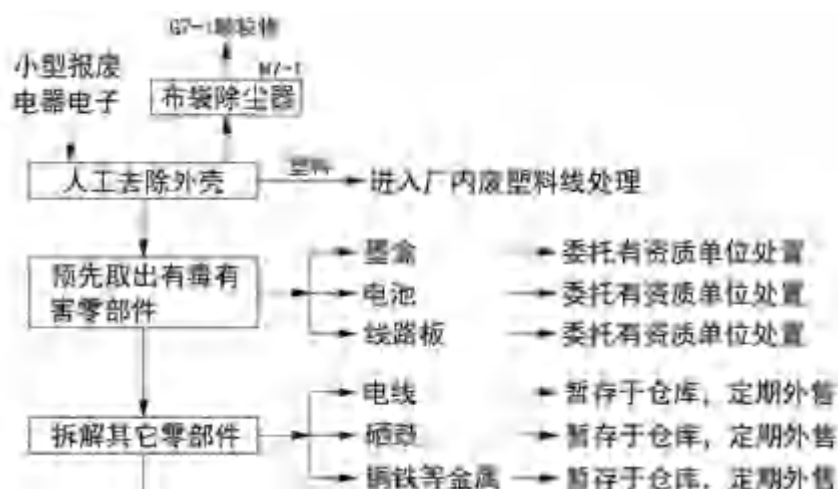 G7-1颗粒物
小型报废
电器电子
布袋除尘器
人工去除外壳
塑料
进入厂内废塑料线处理
预先取出有毒有
害零部件
墨盒
委托有资质单位处置
电池
委托有资质单位处置
线路板
委托有资质单位处置
拆解其它零部件
电线
暂存于仓库，定期外售
硒鼓
暂存于仓库，定期外售
铜铁等金属
暂存于仓库，定期外售